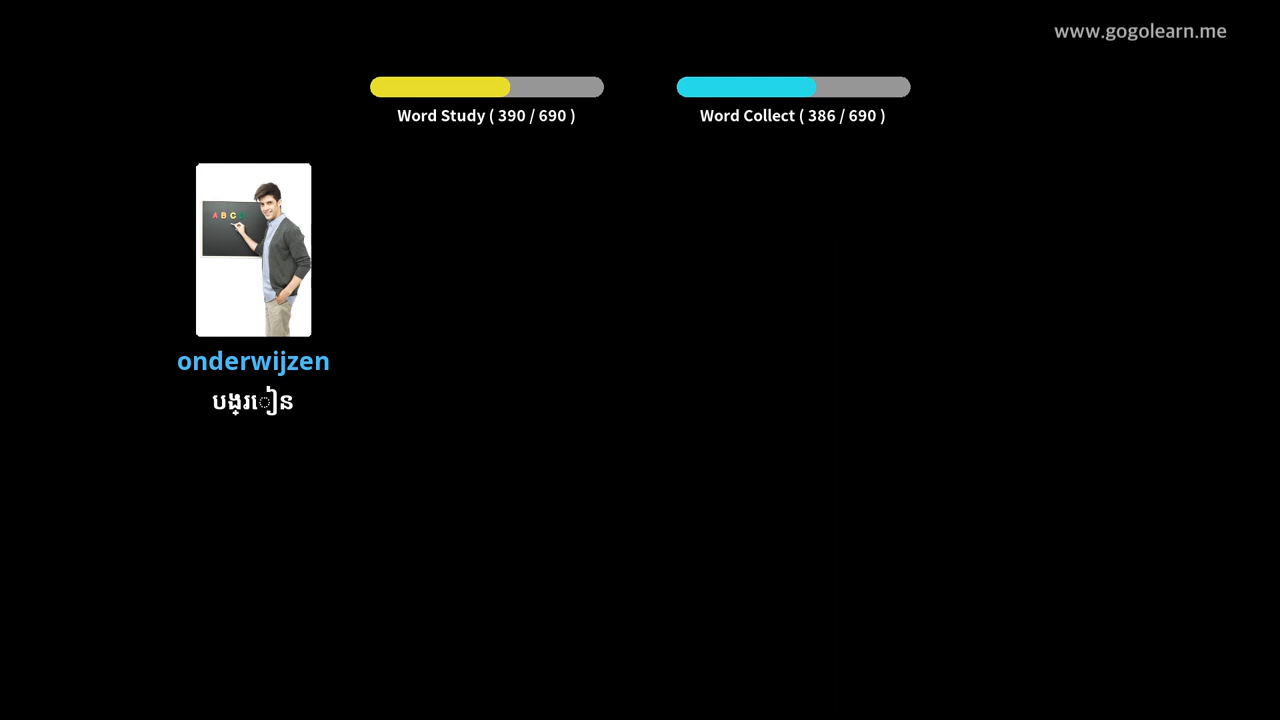 www.gogolearn.me
Word Study ( 390 / 690 )
Word Collect ( 386 / 690 )
A B C D
onderwijzen
បង្រៀន